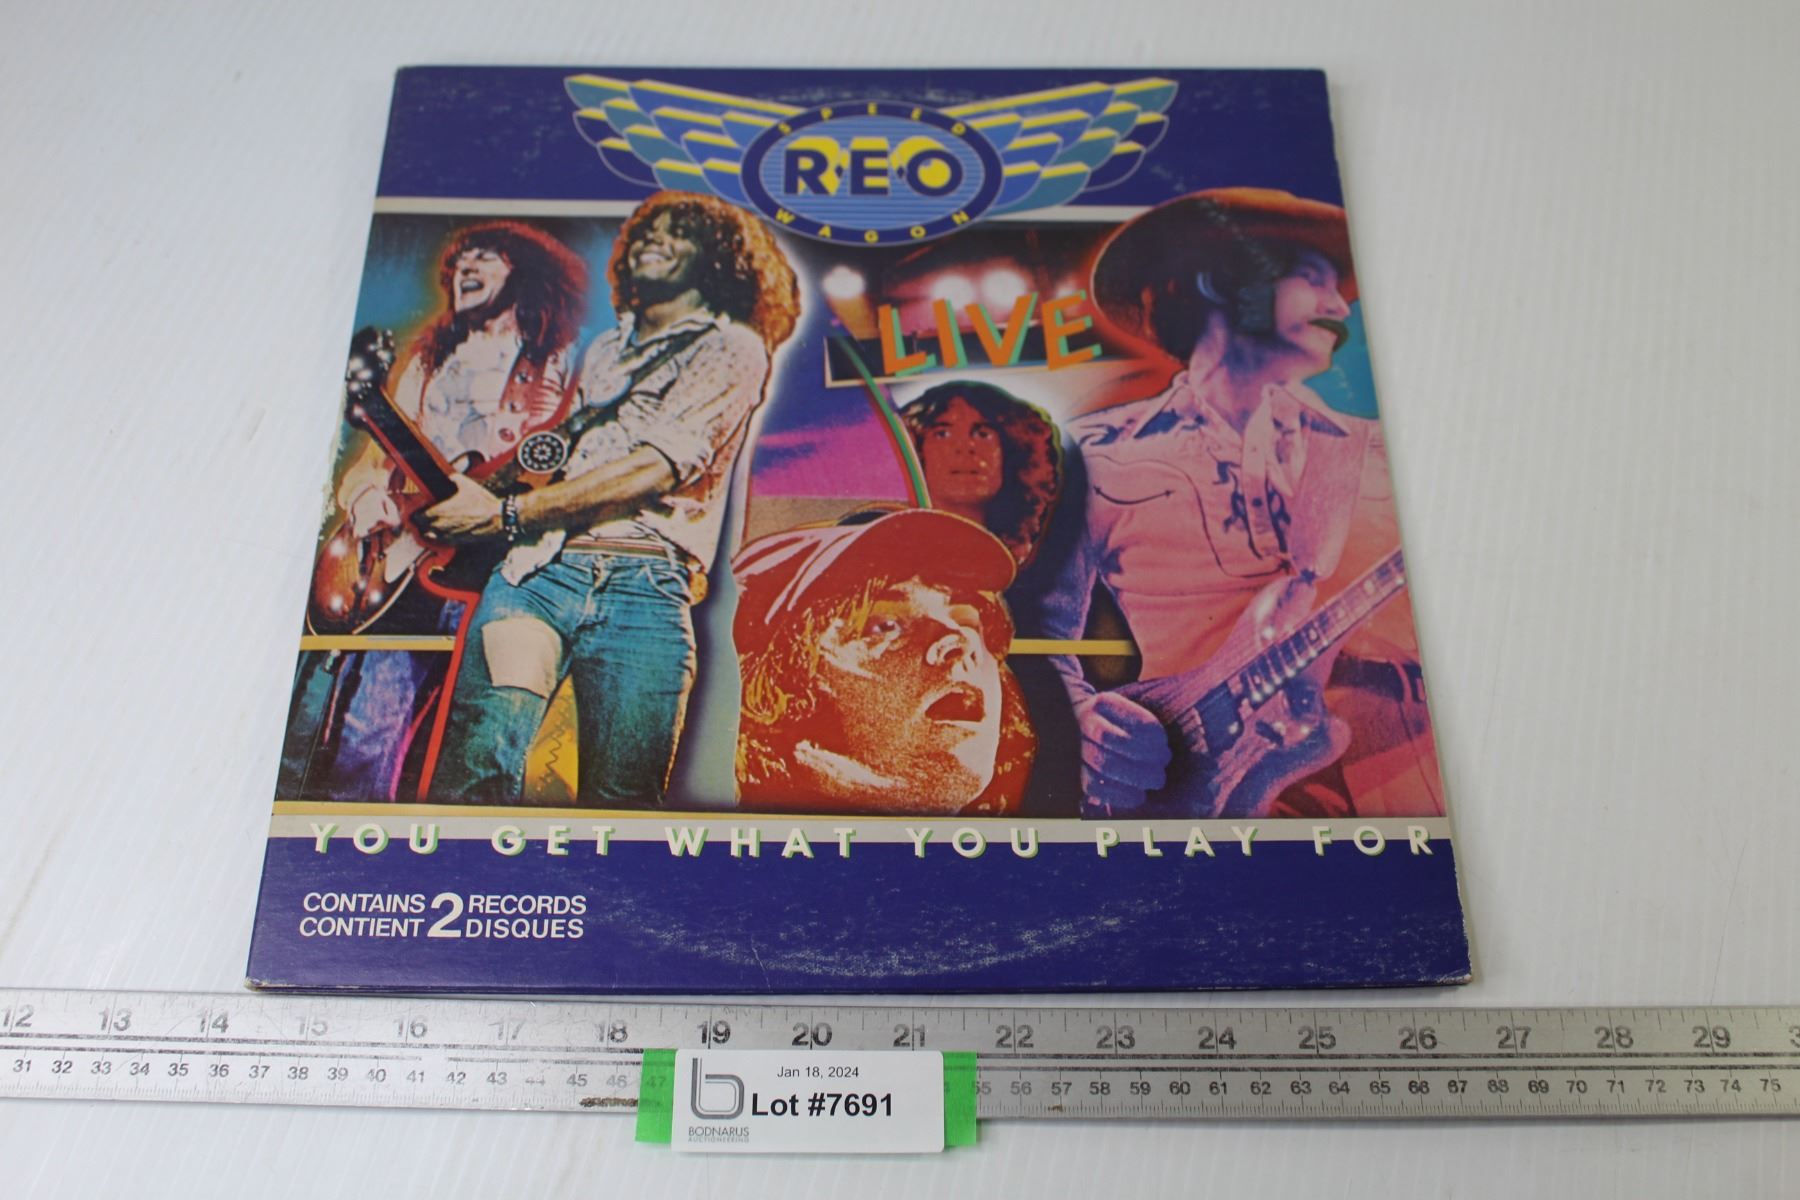 SPEED
R·E·O
WAGON
LIVE
YOU GET WHAT YOU PLAY FOR
CONTAINS 2 RECORDS
CONTIENT 2 DISQUES
12 13 14 15 16 17 18 19 20 21 22 23 24 25 26 27 28 29
31 32 33 34 35 36 37 38 39 40 41 42 43 44 45 46 47 55 56 57 58 59 60 61 62 63 64 65 66 67 68 69 70 71 72 73 74 75
Jan 18, 2024
Lot #7691
BODNARUS
AUCTIONEERING